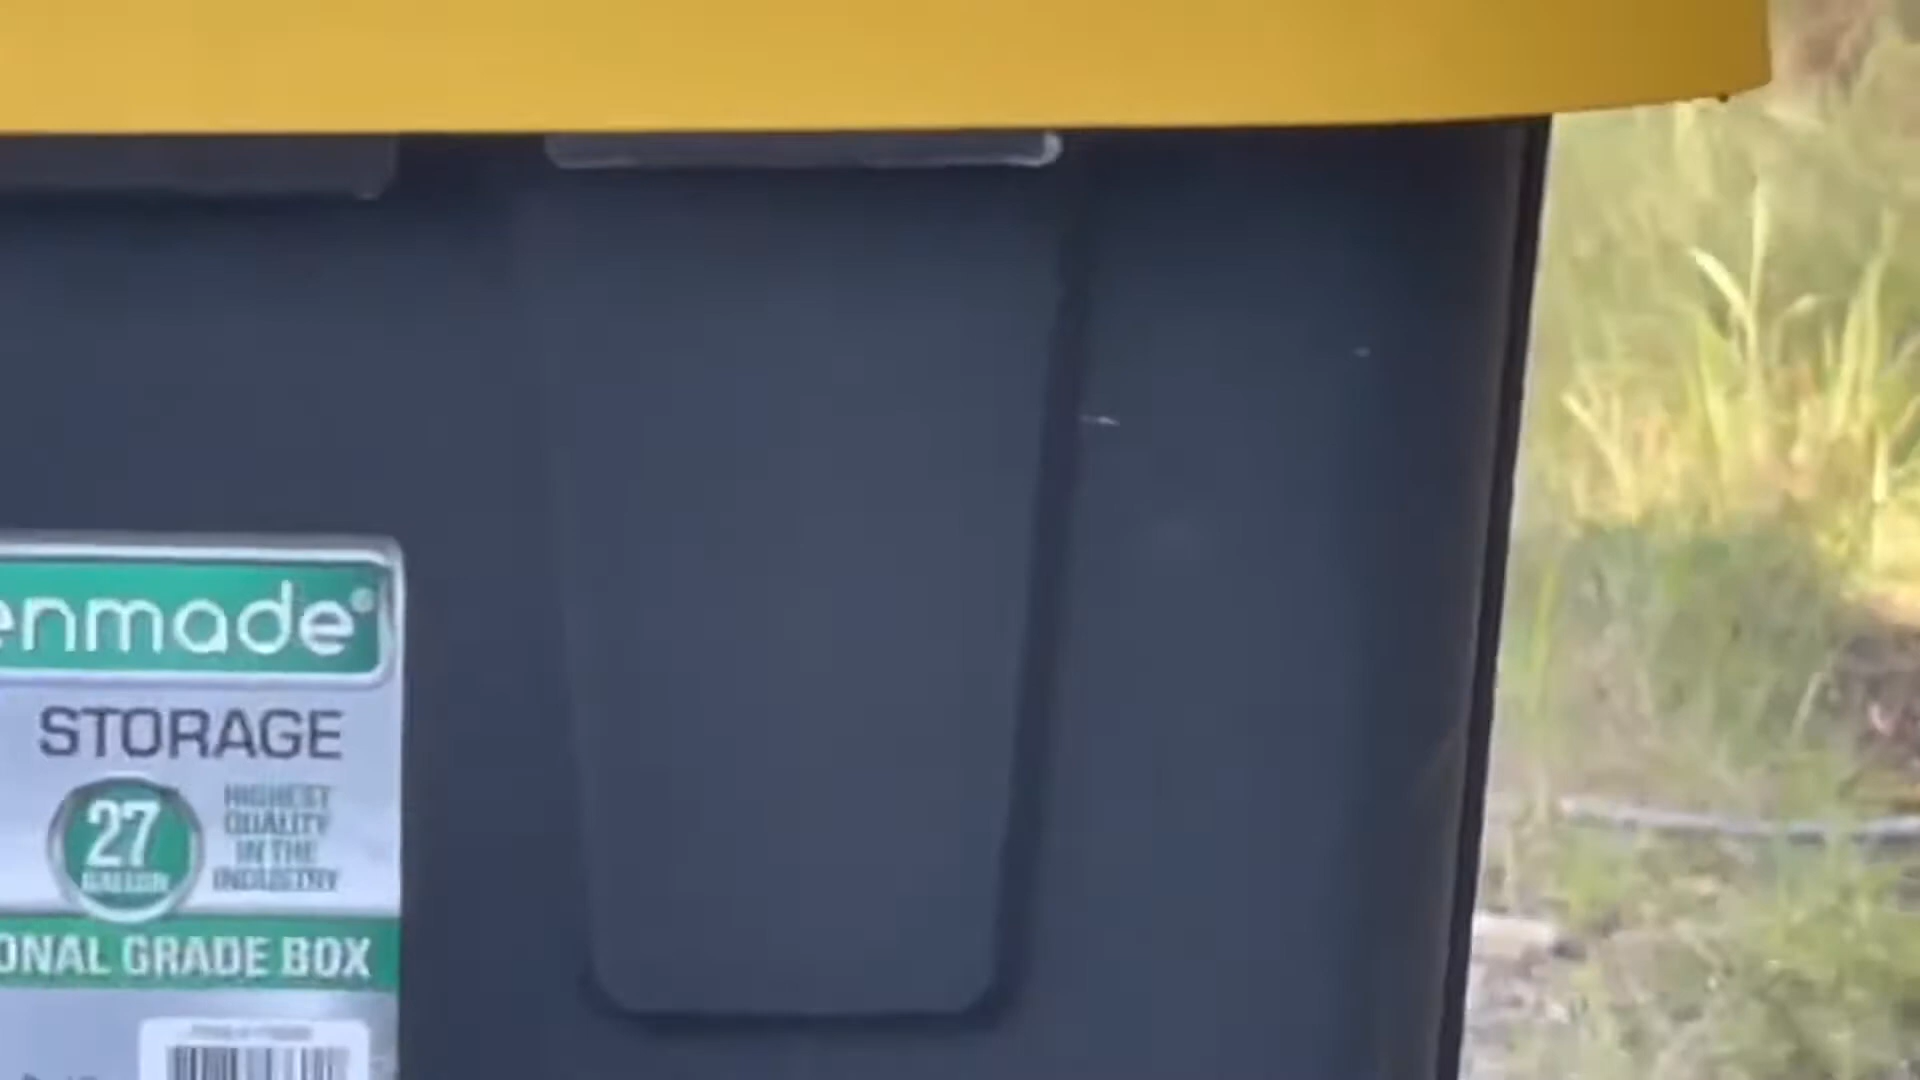 enmade®
STORAGE
27
GALLON
HIGHEST
QUALITY
IN THE
INDUSTRY
ONAL GRADE BOX